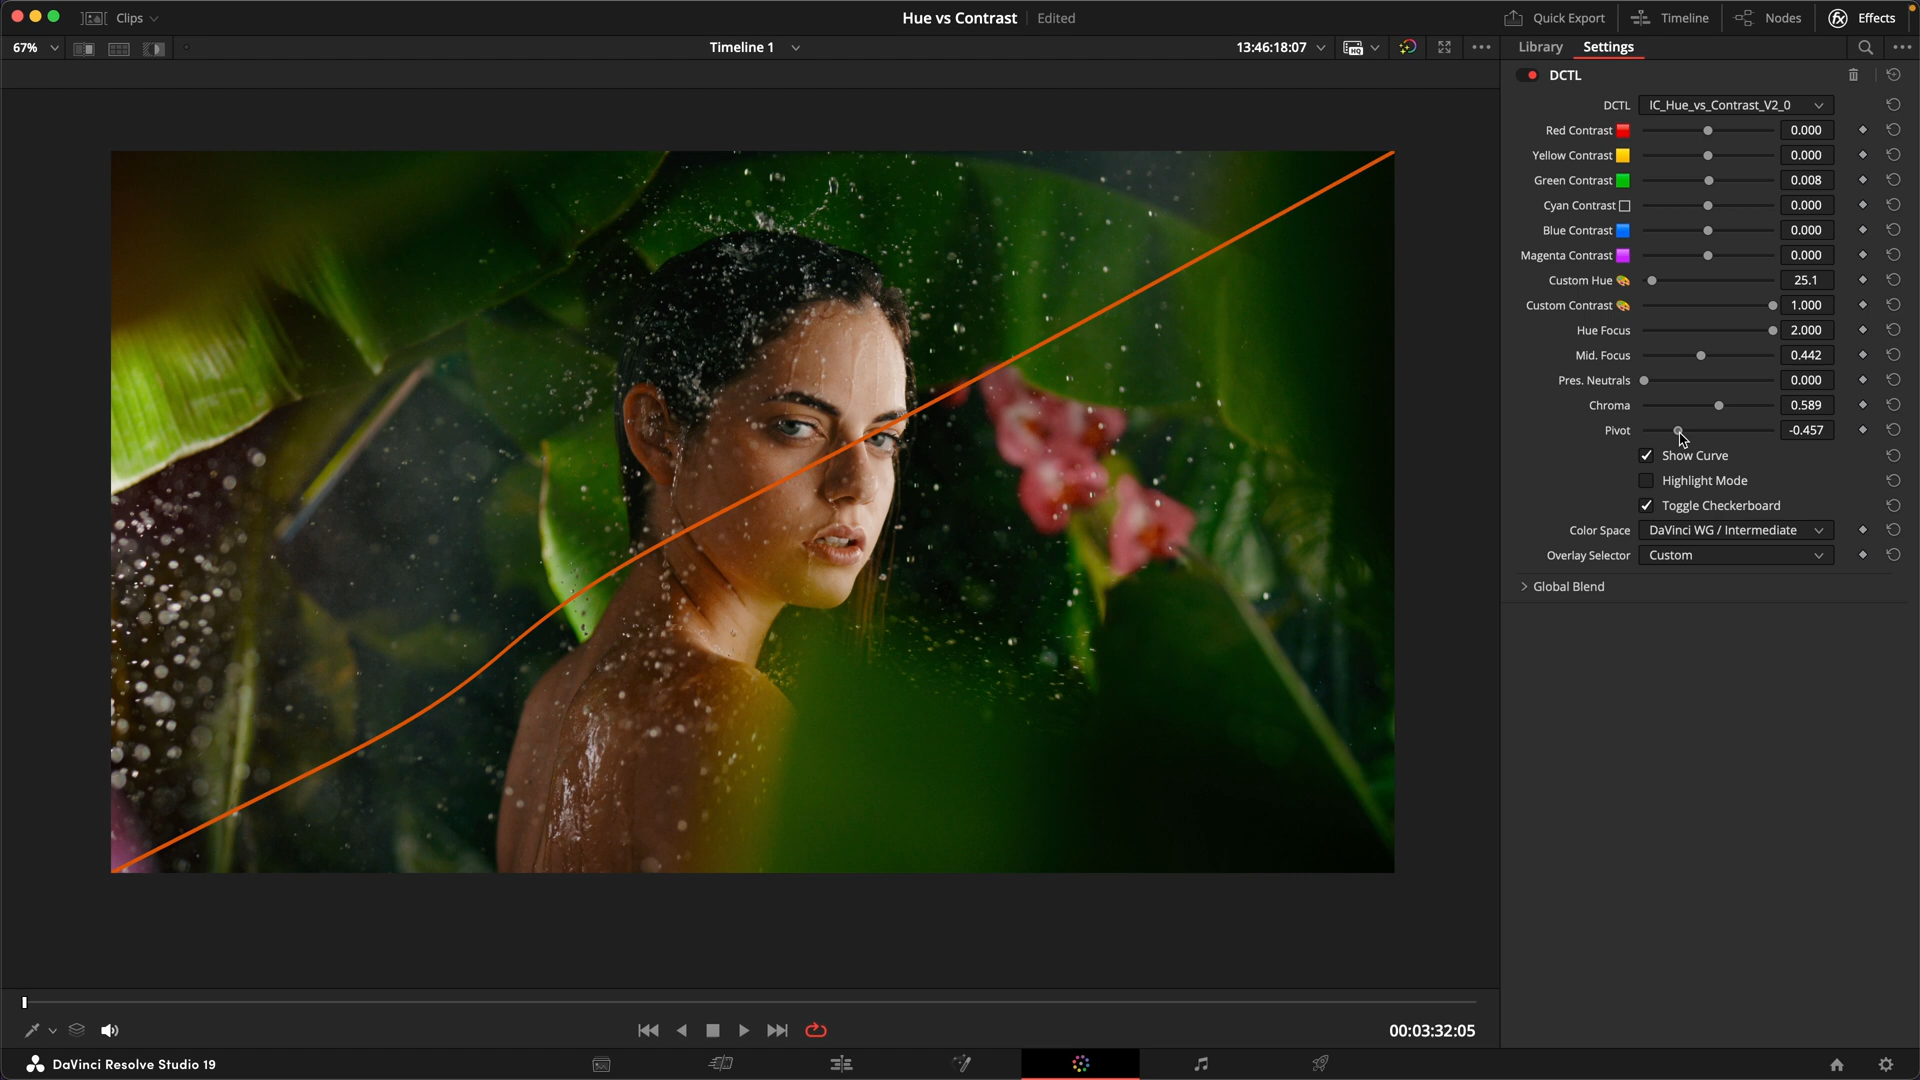 Clips
Hue vs Contrast
Edited
Quick Export
Timeline
Nodes
Effects
67%
Timeline 1
13:46:18:07
HQ
Library
Settings
DCTL
DCTL
IC_Hue_vs_Contrast_V2_0
Red Contrast
0.000
Yellow Contrast
0.000
Green Contrast
0.008
Cyan Contrast
0.000
Blue Contrast
0.000
Magenta Contrast
0.000
Custom Hue
25.1
Custom Contrast
1.000
Hue Focus
2.000
Mid. Focus
0.442
Pres. Neutrals
0.000
Chroma
0.589
Pivot
-0.457
Show Curve
Highlight Mode
Toggle Checkerboard
Color Space
DaVinci WG / Intermediate
Overlay Selector
Custom
Global Blend
00:03:32:05
DaVinci Resolve Studio 19